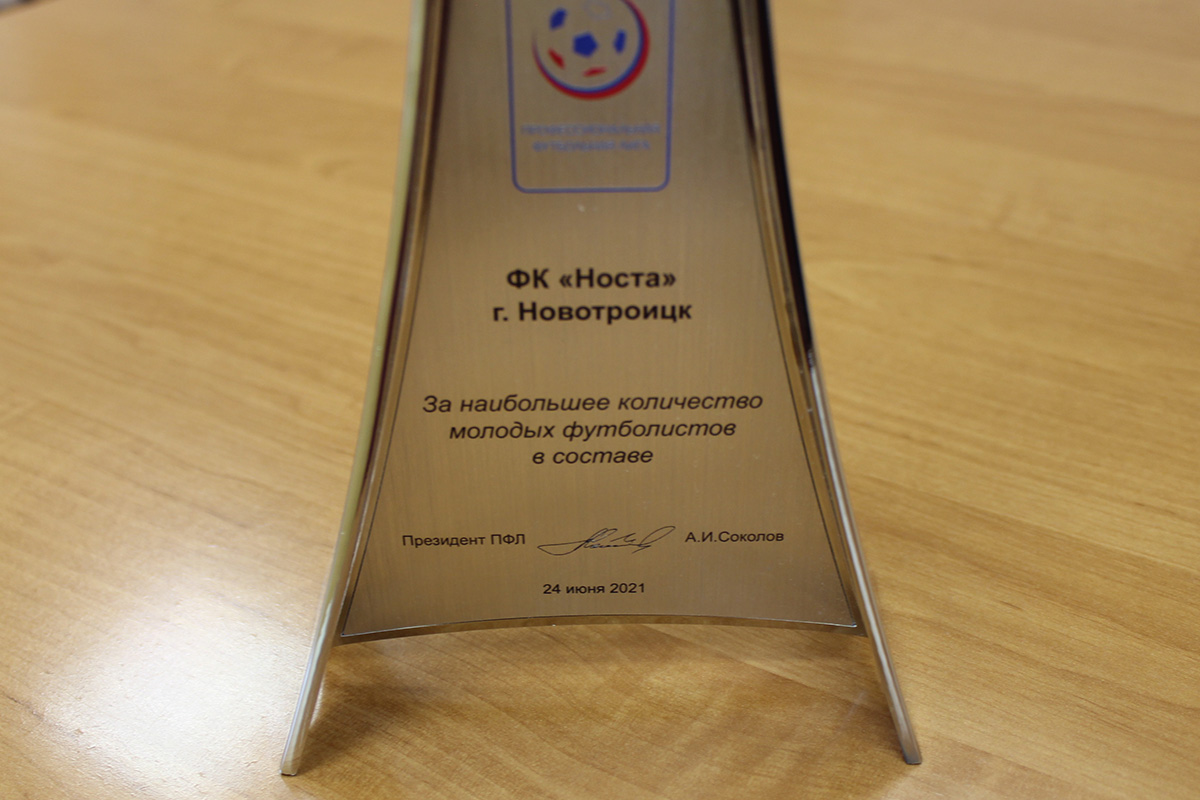 ФК «Носта»
г. Новотроицк
За наибольшее количество
молодых футболистов
в составе
Президент ПФЛ А.И.Соколов
24 июня 2021